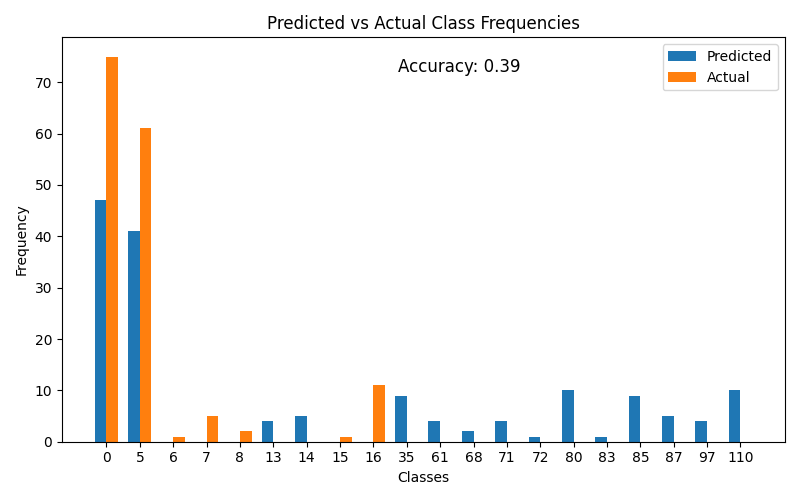 Predicted vs Actual Class Frequencies
Accuracy: 0.39
Predicted
Actual
Frequency
70
60
50
40
30
20
10
0
0 5 6 7 8 13 14 15 16 35 61 68 71 72 80 83 85 87 97 110
Classes